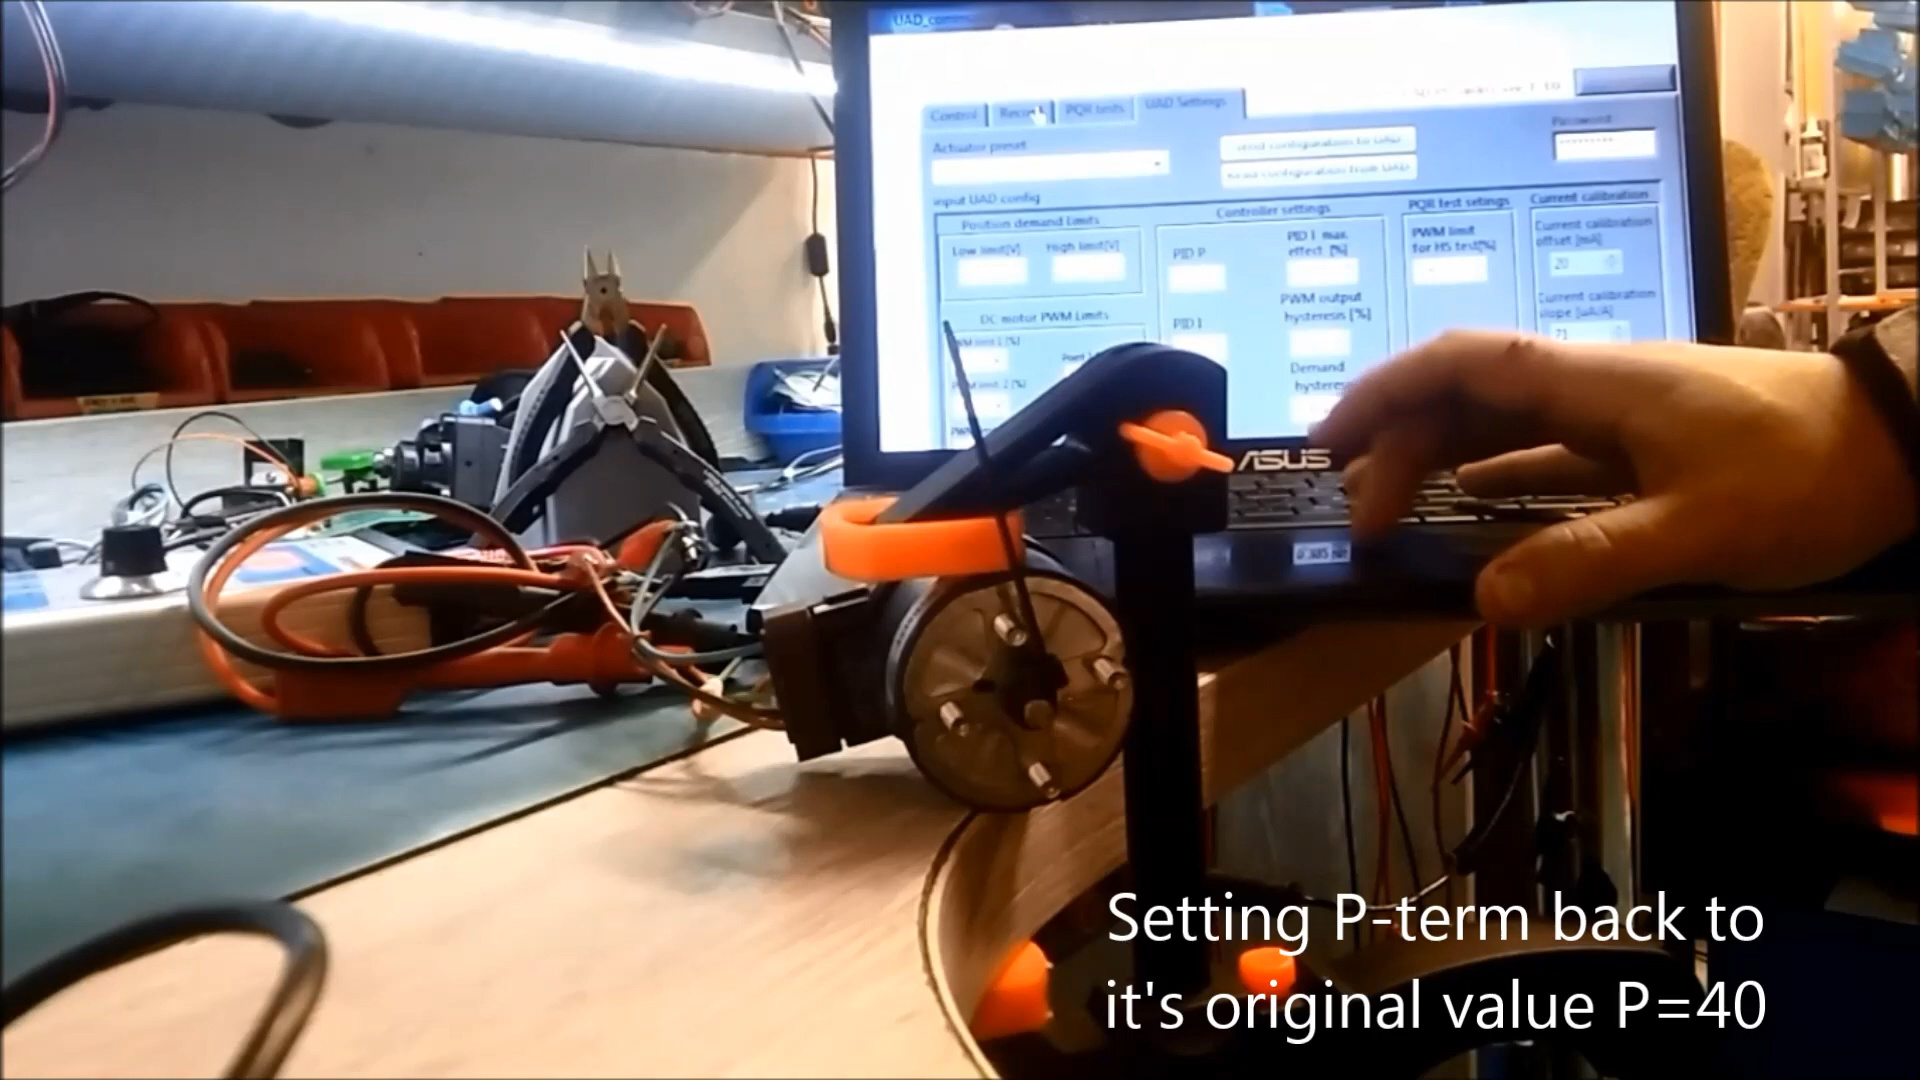 Control
PQR tests
UAD Settings
Actuator preset
Password
Send configuration to UAD
Read configuration from UAD
input UAD config
Position demand Limits
Low limit[V]
High limit[V]
DC motor PWM Limits
Controller settings
PID P
PID I max.
effect [%]
PWM output
hysteresis [%]
PID I
Demand
PQR test settings
PWM limit
for HS test[%]
Current calibration
Current calibration
offset [mA]
20
Current calibration
71
ASUS
Setting P-term back to
it's original value P=40